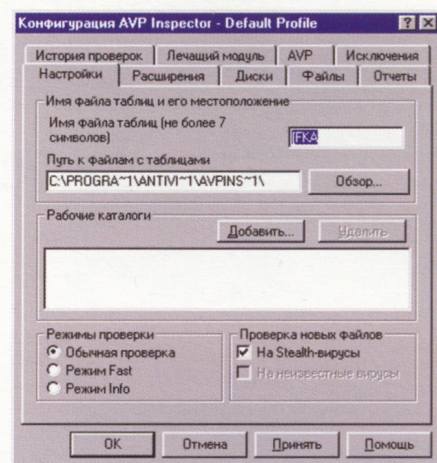 Конфигурация AVP Inspector - Default Profile
История проверок Лечащий модуль AVP Исключения
Настройки Расширения Диски Файлы Отчеты
Имя файла таблиц и его местоположение
Имя файла таблиц (не более 7
символов)
IFKA
Путь к файлам с таблицами
C:\PROGRA~1\ANTIVI~1\AVPINS~1\ Обзор...
Рабочие каталоги
Добавить... Удалить
Режимы проверки
Обычная проверка
Режим Fast
Режим Info
Проверка новых файлов
На Stealth-вирусы
На неизвестные вирусы
OK Отмена Принять Помощь